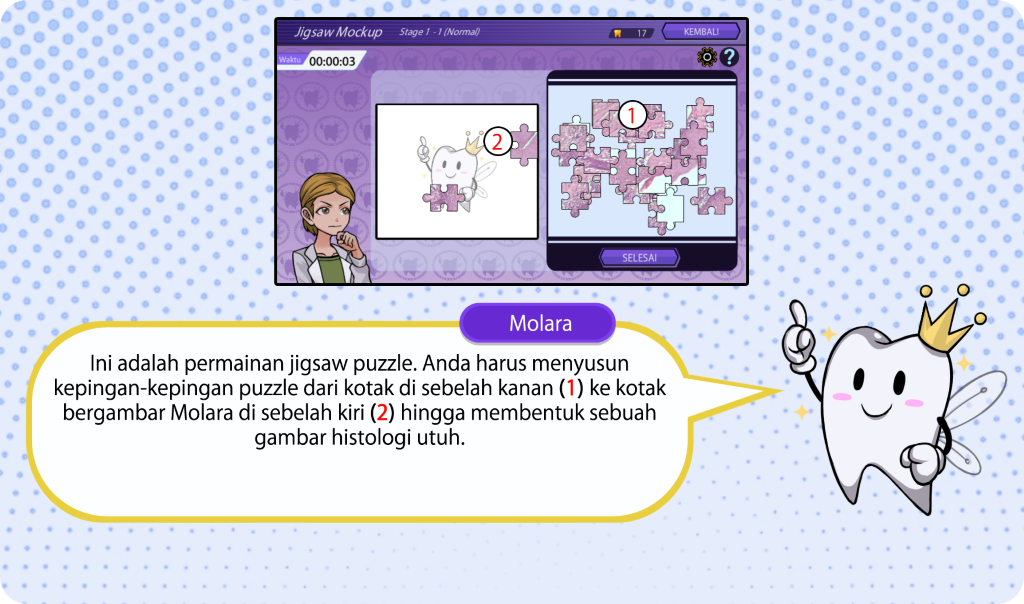 Jigsaw Mockup Stage 1 - 1 (Normal) 17 KEMBALI
Waktu 00:00:03 ?
1
2
SELESAI
Molara
Ini adalah permainan jigsaw puzzle. Anda harus menyusun
kepingan-kepingan puzzle dari kotak di sebelah kanan (1) ke kotak
bergambar Molara di sebelah kiri (2) hingga membentuk sebuah
gambar histologi utuh.